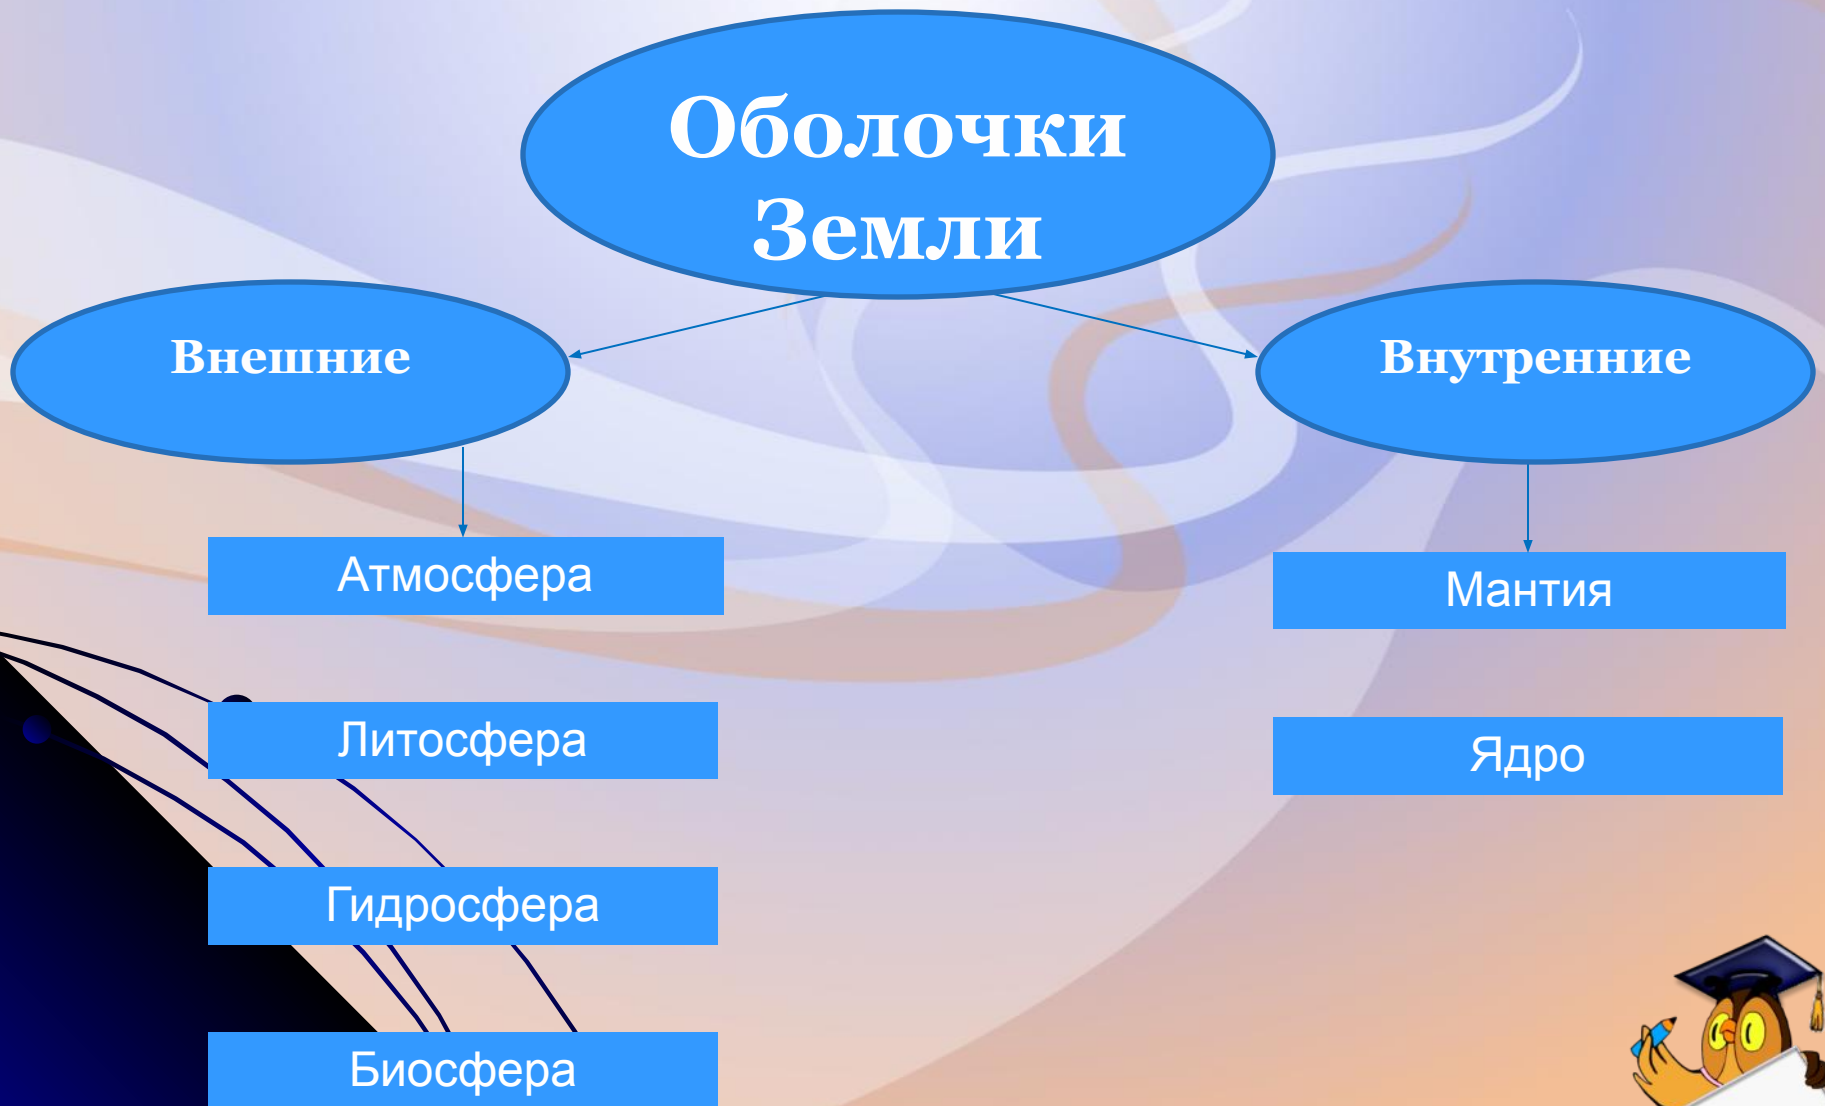 Оболочки
Земли
Внешние
Внутренние
Атмосфера
Литосфера
Гидросфера
Биосфера
Мантия
Ядро